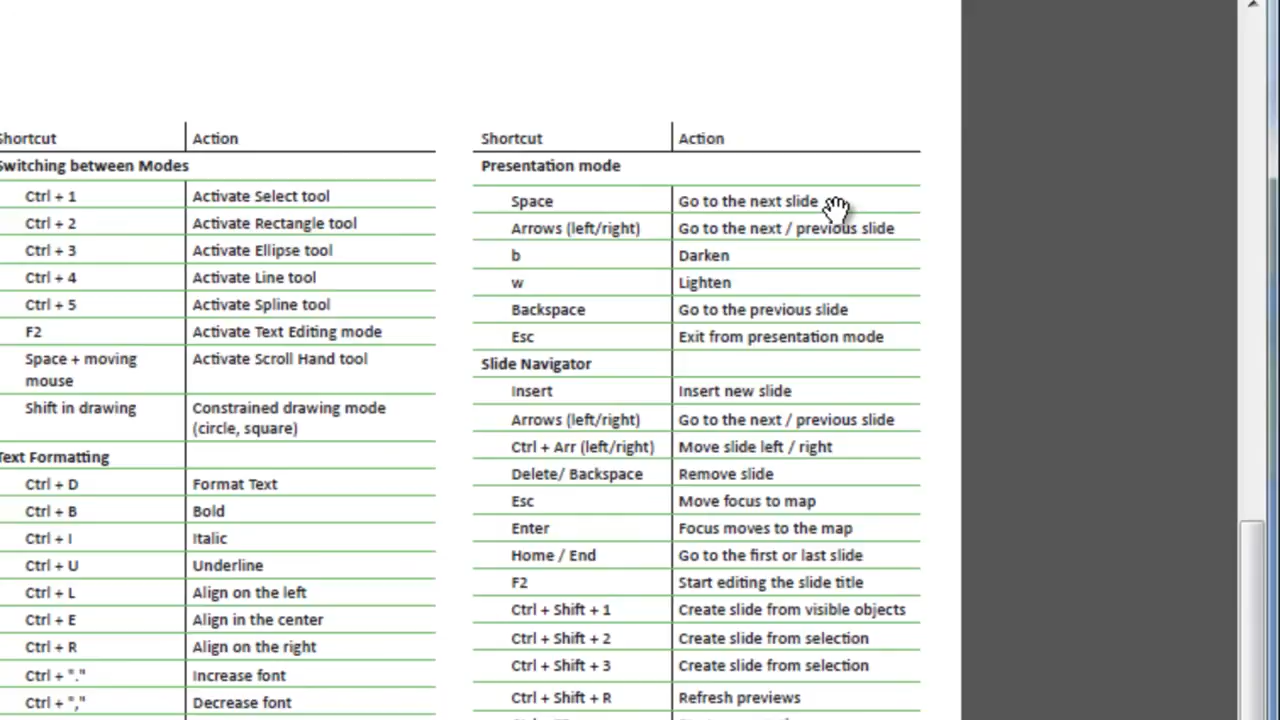 Shortcut Action
Switching between Modes
Ctrl + 1 Activate Select tool
Ctrl + 2 Activate Rectangle tool
Ctrl + 3 Activate Ellipse tool
Ctrl + 4 Activate Line tool
Ctrl + 5 Activate Spline tool
F2 Activate Text Editing mode
Space + moving Activate Scroll Hand tool
mouse
Shift in drawing Constrained drawing mode
(circle, square)
Text Formatting
Ctrl + D Format Text
Ctrl + B Bold
Ctrl + I Italic
Ctrl + U Underline
Ctrl + L Align on the left
Ctrl + E Align in the center
Ctrl + R Align on the right
Ctrl + "." Increase font
Ctrl + "," Decrease font
Shortcut Action
Presentation mode
Space Go to the next slide
Arrows (left/right) Go to the next / previous slide
b Darken
w Lighten
Backspace Go to the previous slide
Esc Exit from presentation mode
Slide Navigator
Insert Insert new slide
Arrows (left/right) Go to the next / previous slide
Ctrl + Arr (left/right) Move slide left / right
Delete/ Backspace Remove slide
Esc Move focus to map
Enter Focus moves to the map
Home / End Go to the first or last slide
F2 Start editing the slide title
Ctrl + Shift + 1 Create slide from visible objects
Ctrl + Shift + 2 Create slide from selection
Ctrl + Shift + 3 Create slide from selection
Ctrl + Shift + R Refresh previews